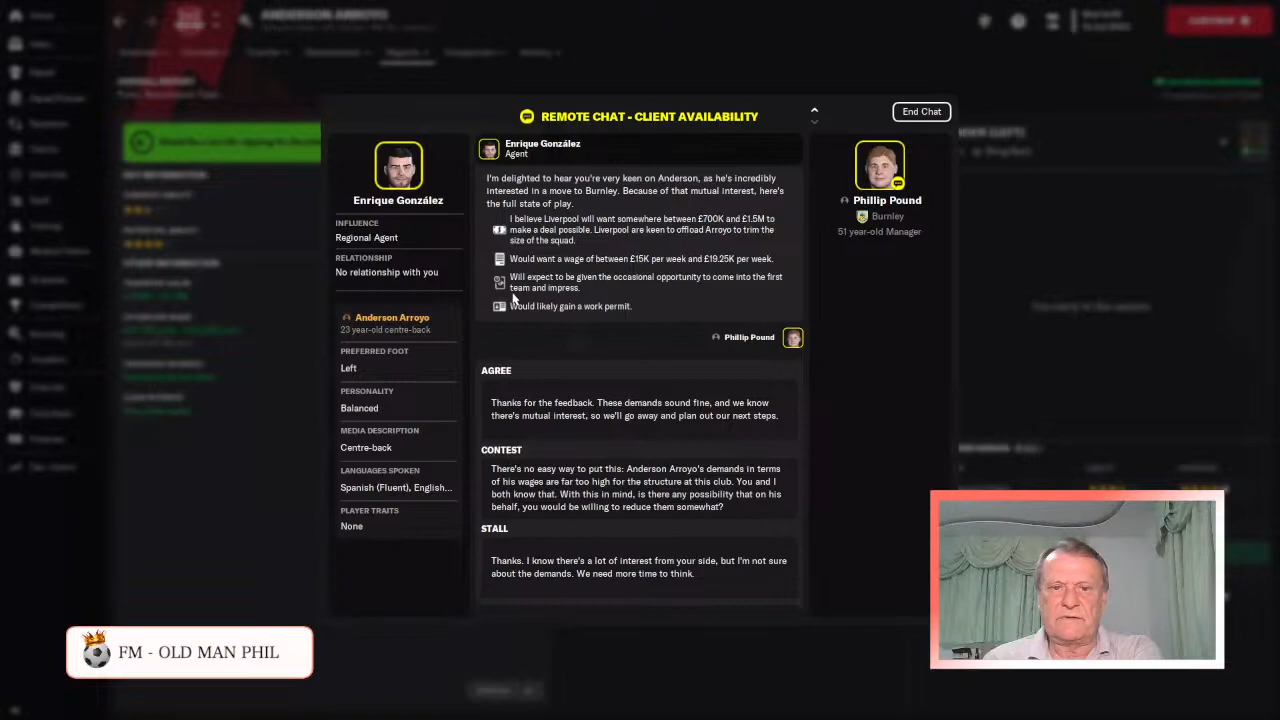 ANDERSON ARROYO
REMOTE CHAT - CLIENT AVAILABILITY
End Chat
Enrique González
INFLUENCE
Regional Agent
RELATIONSHIP
No relationship with you
Anderson Arroyo
23 year-old centre-back
PREFERRED FOOT
Left
PERSONALITY
Balanced
MEDIA DESCRIPTION
Centre-back
LANGUAGES SPOKEN
Spanish (Fluent), English...
PLAYER TRAITS
None
Enrique González
Agent
I'm delighted to hear you're very keen on Anderson, as he's incredibly
interested in a move to Burnley. Because of that mutual interest, here's
the full state of play.
I believe Liverpool will want somewhere between £700K and £1.5M to
make a deal possible. Liverpool are keen to offload Arroyo to trim the
size of the squad.
Would want a wage of between £15K per week and £19.25K per week.
Will expect to be given the occasional opportunity to come into the first
team and impress.
Would likely gain a work permit.
Phillip Pound
AGREE
Thanks for the feedback. These demands sound fine, and we know
there's mutual interest, so we'll go away and plan out our next steps.
CONTEST
There's no easy way to put this: Anderson Arroyo's demands in terms
of his wages are far too high for the structure at this club. You and I
both know that. With this in mind, is there any possibility that on his
behalf, you would be willing to reduce them somewhat?
STALL
Thanks. I know there's a lot of interest from your side, but I'm not sure
about the demands. We need more time to think.
Phillip Pound
Burnley
51 year-old Manager
FM - OLD MAN PHIL